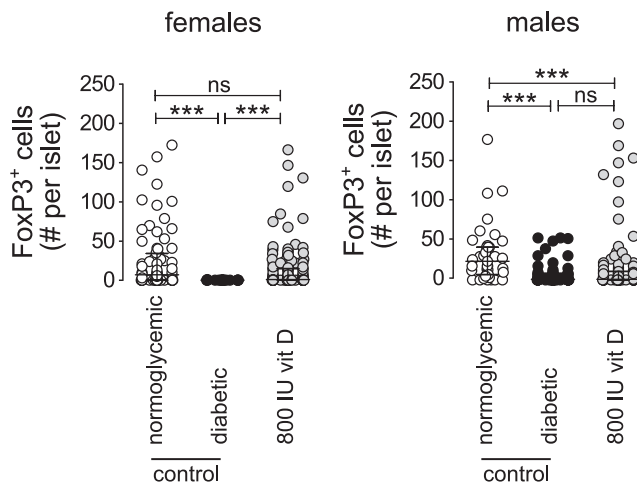 females
250
200
150
100
50
0
FoxP3+ cells
(# per islet)
ns
***
***
normoglycemic
diabetic
800 IU vit D
control
males
250
200
150
100
50
0
FoxP3+ cells
(# per islet)
***
***
ns
normoglycemic
diabetic
800 IU vit D
control